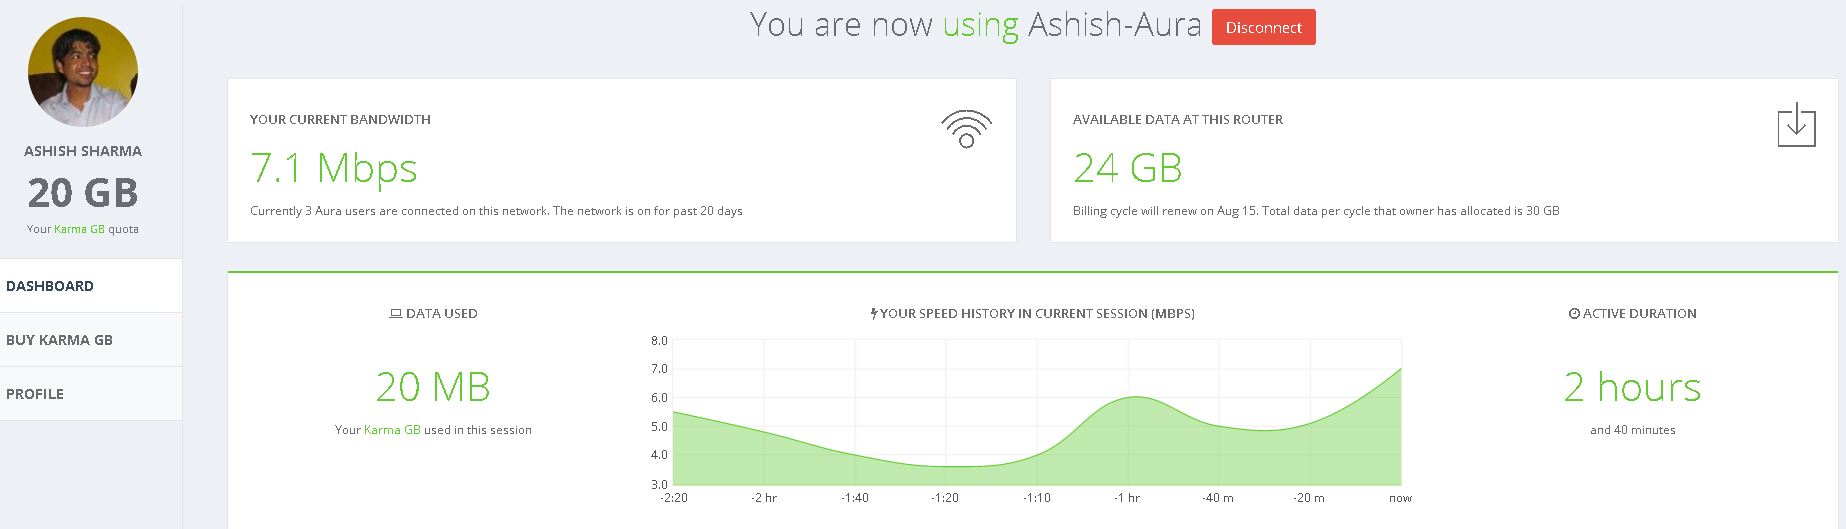 You are now using Ashish-Aura Disconnect
ASHISH SHARMA
20 GB
Your Karma GB quota
DASHBOARD
BUY KARMA GB
PROFILE
YOUR CURRENT BANDWIDTH
7.1 Mbps
Currently 3 Aura users are connected on this network. The network is on for past 20 days
AVAILABLE DATA AT THIS ROUTER
24 GB
Billing cycle will renew on Aug 15. Total data per cycle that owner has allocated is 30 GB
DATA USED
20 MB
Your Karma GB used in this session
YOUR SPEED HISTORY IN CURRENT SESSION (MBPS)
8.0
7.0
6.0
5.0
4.0
3.0
-2:20 -2 hr -1:40 -1:20 -1:10 -1 hr -40 m -20 m now
ACTIVE DURATION
2 hours
and 40 minutes